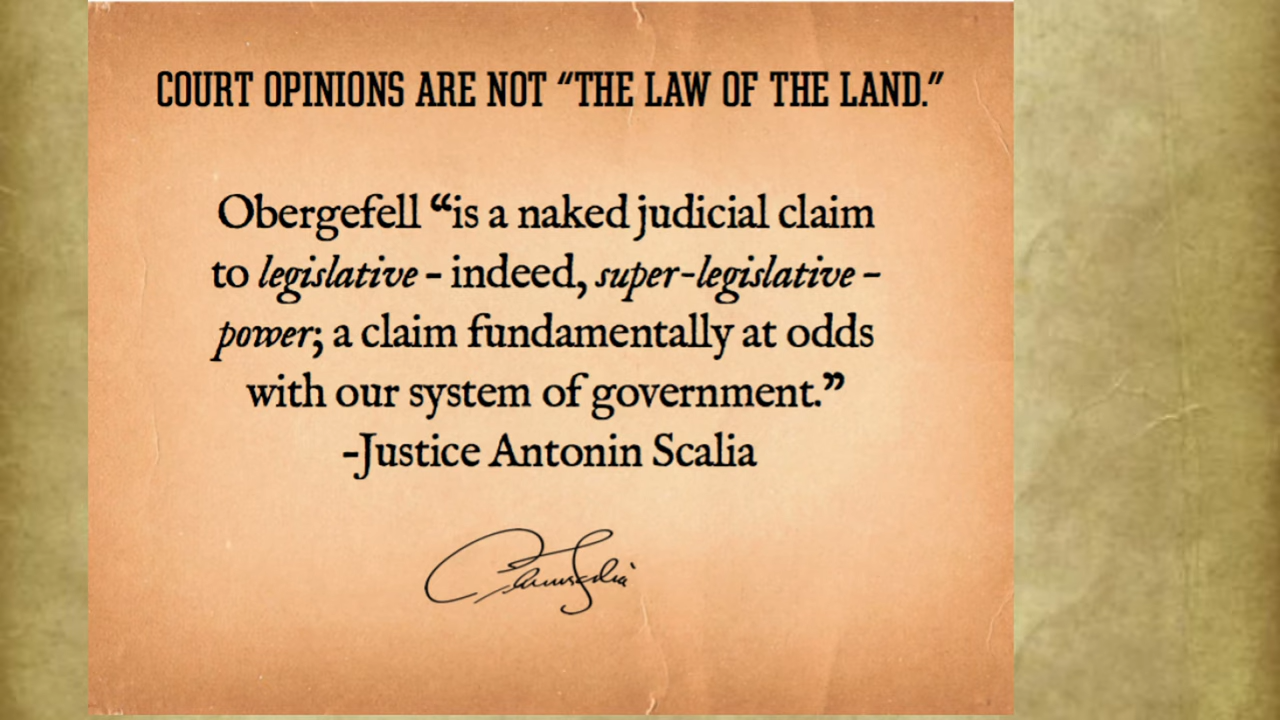 COURT OPINIONS ARE NOT “THE LAW OF THE LAND.”
Obergefell “is a naked judicial claim
to legislative – indeed, super-legislative –
power; a claim fundamentally at odds
with our system of government.”
-Justice Antonin Scalia